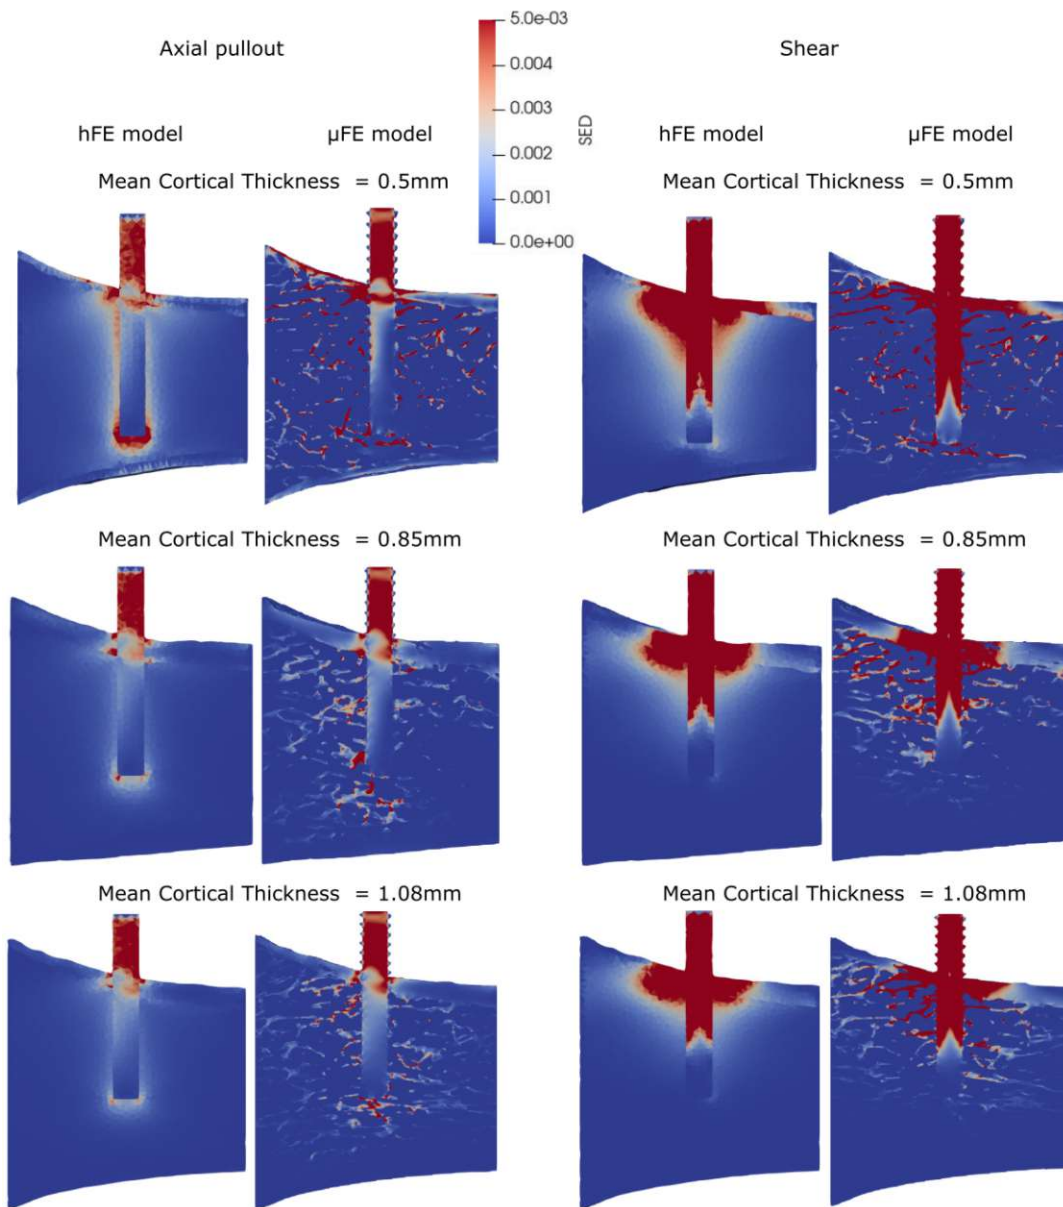 Axial pullout
Shear
5.0e-03
0.004
0.003
0.002
0.001
0.0e+00
SED
hFE model
μFE model
hFE model
μFE model
Mean Cortical Thickness = 0.5mm
Mean Cortical Thickness = 0.5mm
Mean Cortical Thickness = 0.85mm
Mean Cortical Thickness = 0.85mm
Mean Cortical Thickness = 1.08mm
Mean Cortical Thickness = 1.08mm